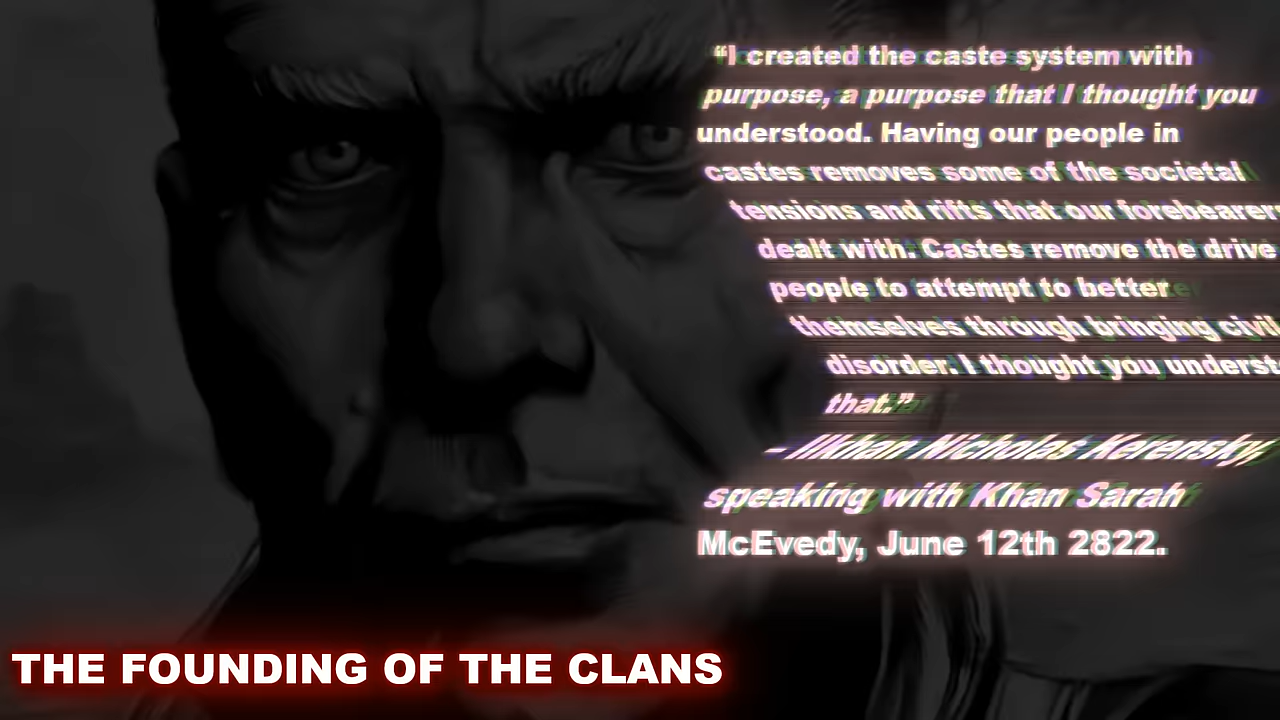 “I created the caste system with
purpose, a purpose that I thought you
understood. Having our people in
castes removes some of the societal
tensions and rifts that our forebearers
dealt with. Castes remove the drive
people to attempt to better
themselves through bringing civil
disorder. I thought you underst
that.”
- Ilkhan Nicholas Kerensky,
speaking with Khan Sarah
McEvedy, June 12th 2822.
THE FOUNDING OF THE CLANS